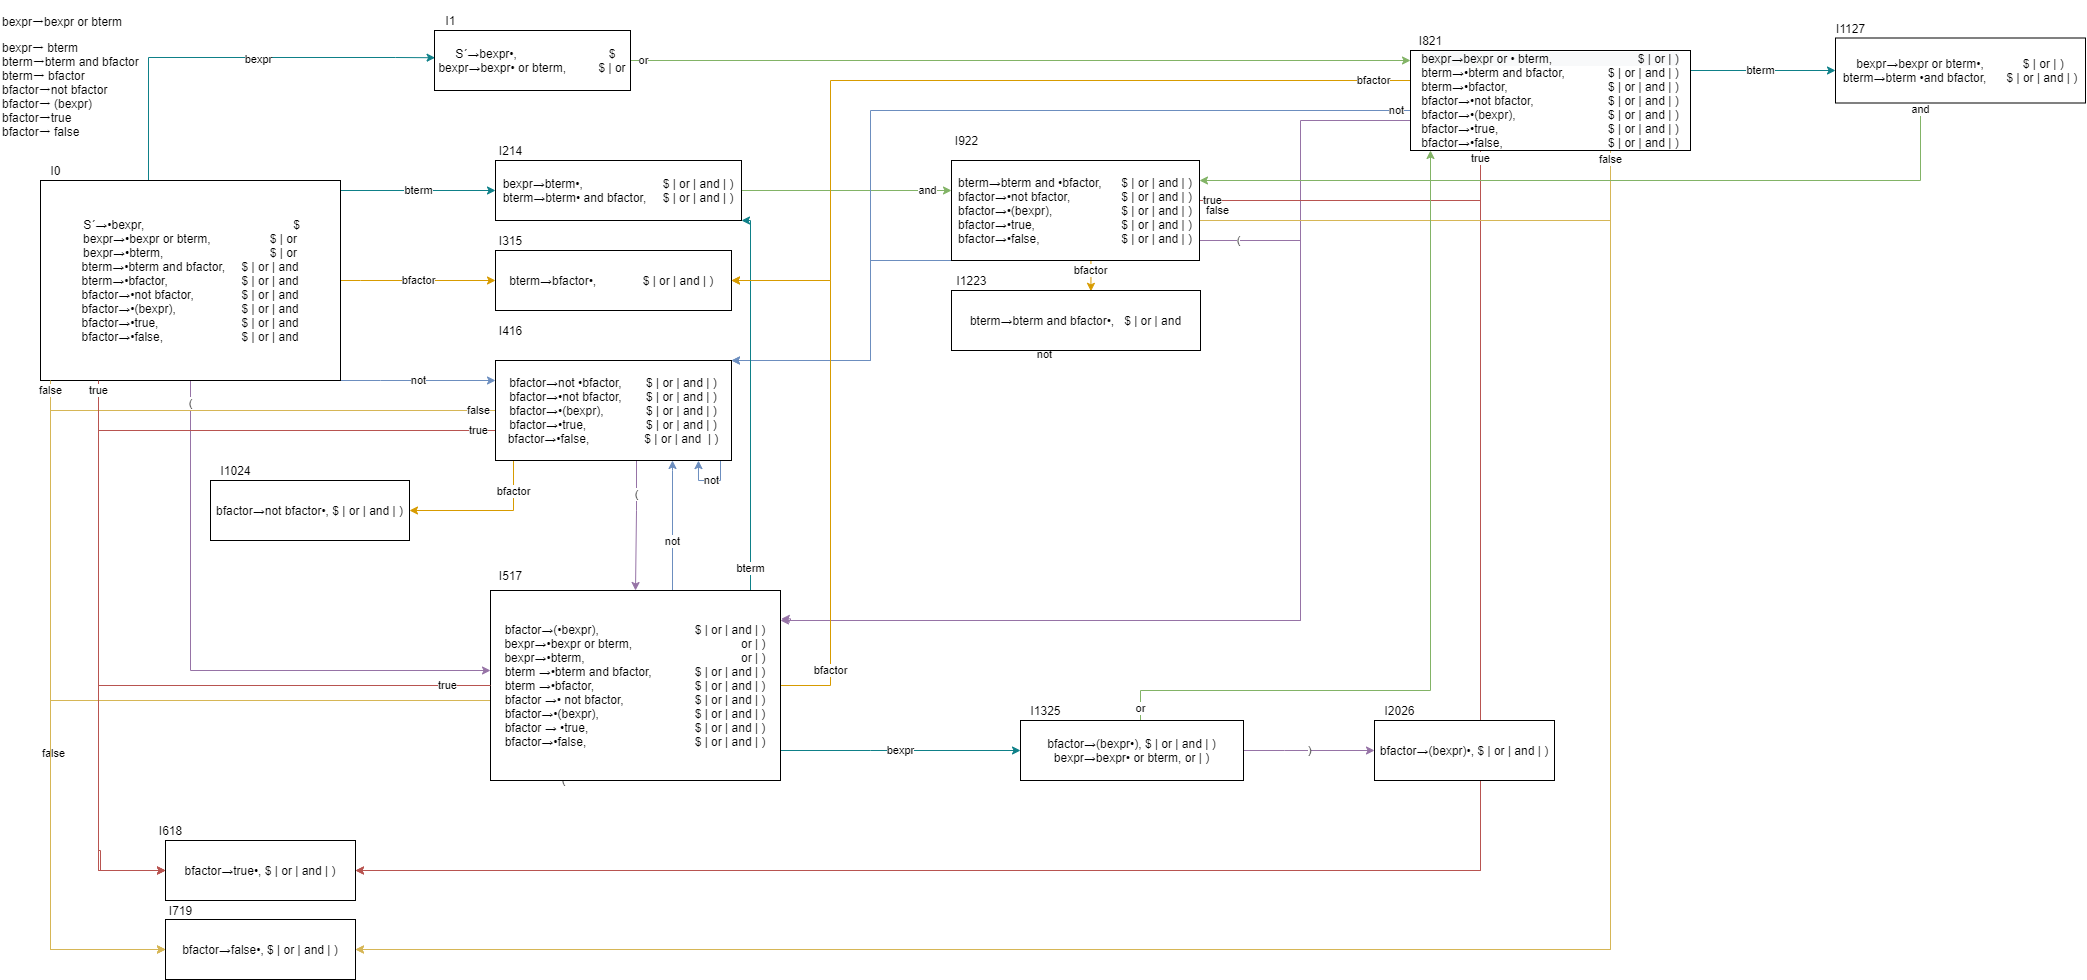 bexpr→bexpr or bterm
bexpr→ bterm
bterm→bterm and bfactor
bterm→ bfactor
bfactor→not bfactor
bfactor→ (bexpr)
bfactor→true
bfactor→ false
I1
S´→bexpr•, $
bexpr→bexpr• or bterm, $ | or
bexpr
or
I821
bexpr→bexpr or • bterm, $ | or | )
bterm→•bterm and bfactor, $ | or | and | )
bterm→•bfactor, $ | or | and | )
bfactor→•not bfactor, $ | or | and | )
bfactor→•(bexpr), $ | or | and | )
bfactor→•true, $ | or | and | )
bfactor→•false, $ | or | and | )
bfactor
not
true
false
bterm
I1127
bexpr→bexpr or bterm•, $ | or | )
bterm→bterm •and bfactor, $ | or | and | )
and
I0
S´→•bexpr, $
bexpr→•bexpr or bterm, $ | or
bexpr→•bterm, $ | or
bterm→•bterm and bfactor, $ | or | and
bterm→•bfactor, $ | or | and
bfactor→•not bfactor, $ | or | and
bfactor→•(bexpr), $ | or | and
bfactor→•true, $ | or | and
bfactor→•false, $ | or | and
bterm
bfactor
not
false
true
(
I214
bexpr→bterm•, $ | or | and | )
bterm→bterm• and bfactor, $ | or | and | )
and
I922
bterm→bterm and •bfactor, $ | or | and | )
bfactor→•not bfactor, $ | or | and | )
bfactor→•(bexpr), $ | or | and | )
bfactor→•true, $ | or | and | )
bfactor→•false, $ | or | and | )
true
false
(
bfactor
I315
bterm→bfactor•, $ | or | and | )
I1223
bterm→bterm and bfactor•, $ | or | and
not
I416
bfactor→not •bfactor, $ | or | and | )
bfactor→•not bfactor, $ | or | and | )
bfactor→•(bexpr), $ | or | and | )
bfactor→•true, $ | or | and | )
bfactor→•false, $ | or | and | )
false
true
I1024
bfactor→not bfactor•, $ | or | and | )
bfactor
(
not
not
bterm
I517
bfactor→(•bexpr), $ | or | and | )
bexpr→•bexpr or bterm, or | )
bexpr→•bterm, or | )
bterm →•bterm and bfactor, $ | or | and | )
bterm →•bfactor, $ | or | and | )
bfactor →• not bfactor, $ | or | and | )
bfactor→•(bexpr), $ | or | and | )
bfactor → •true, $ | or | and | )
bfactor→•false, $ | or | and | )
true
false
bfactor
bexpr
(
or
I1325
bfactor→(bexpr•), $ | or | and | )
bexpr→bexpr• or bterm, or | )
)
I2026
bfactor→(bexpr)•, $ | or | and | )
I618
bfactor→true•, $ | or | and | )
I719
bfactor→false•, $ | or | and | )